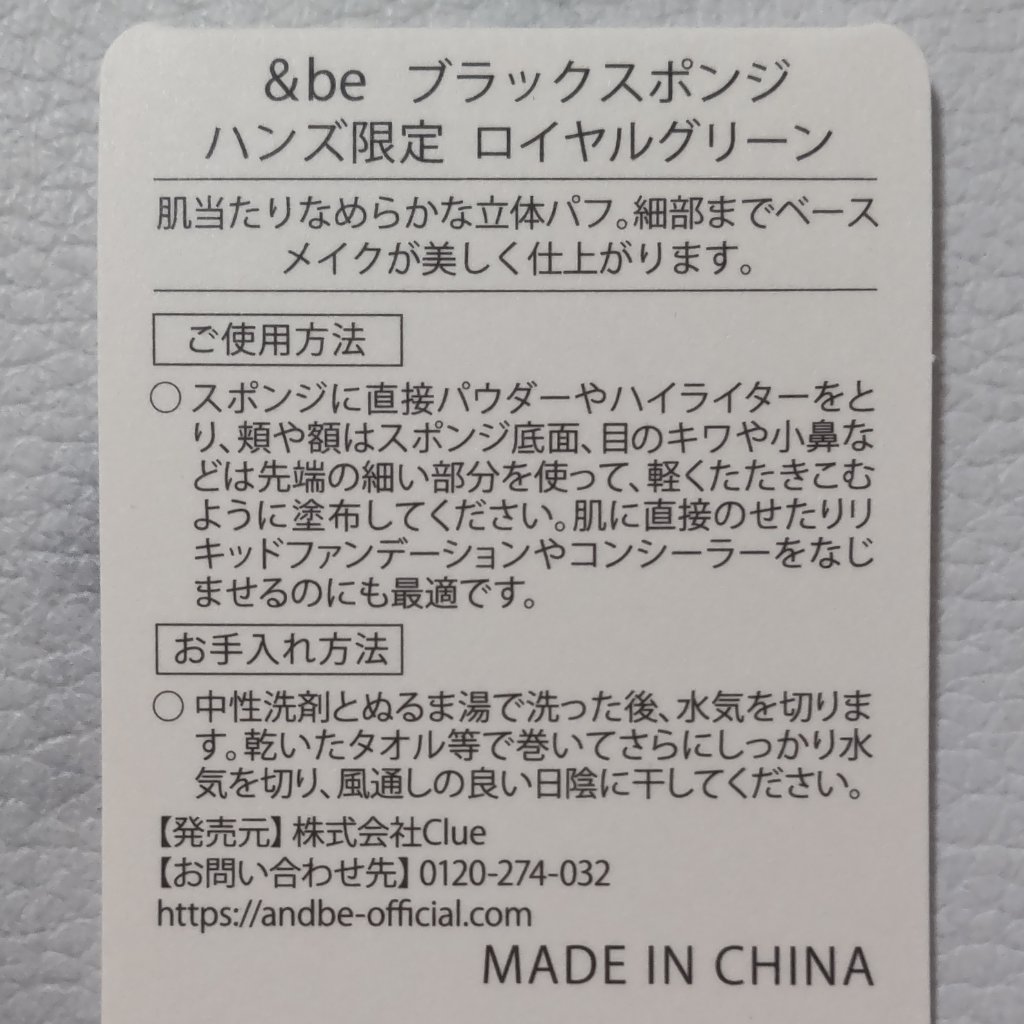 &be ブラックスポンジ
ハンズ限定 ロイヤルグリーン
肌当たりなめらかな立体パフ。細部までベース
メイクが美しく仕上がります。
ご使用方法
○ スポンジに直接パウダーやハイライターをと
り、頬や額はスポンジ底面、目のキワや小鼻な
どは先端の細い部分を使って、軽くたたきこむ
ように塗布してください。肌に直接のせたりリ
キッドファンデーションやコンシーラーをなじ
ませるのにも最適です。
お手入れ方法
○ 中性洗剤とぬるま湯で洗った後、水気を切りま
す。乾いたタオル等で巻いてさらにしっかり水
気を切り、風通しの良い日陰に干してください。
【発売元】株式会社Clue
【お問い合わせ先】0120-274-032
https://andbe-official.com
MADE IN CHINA